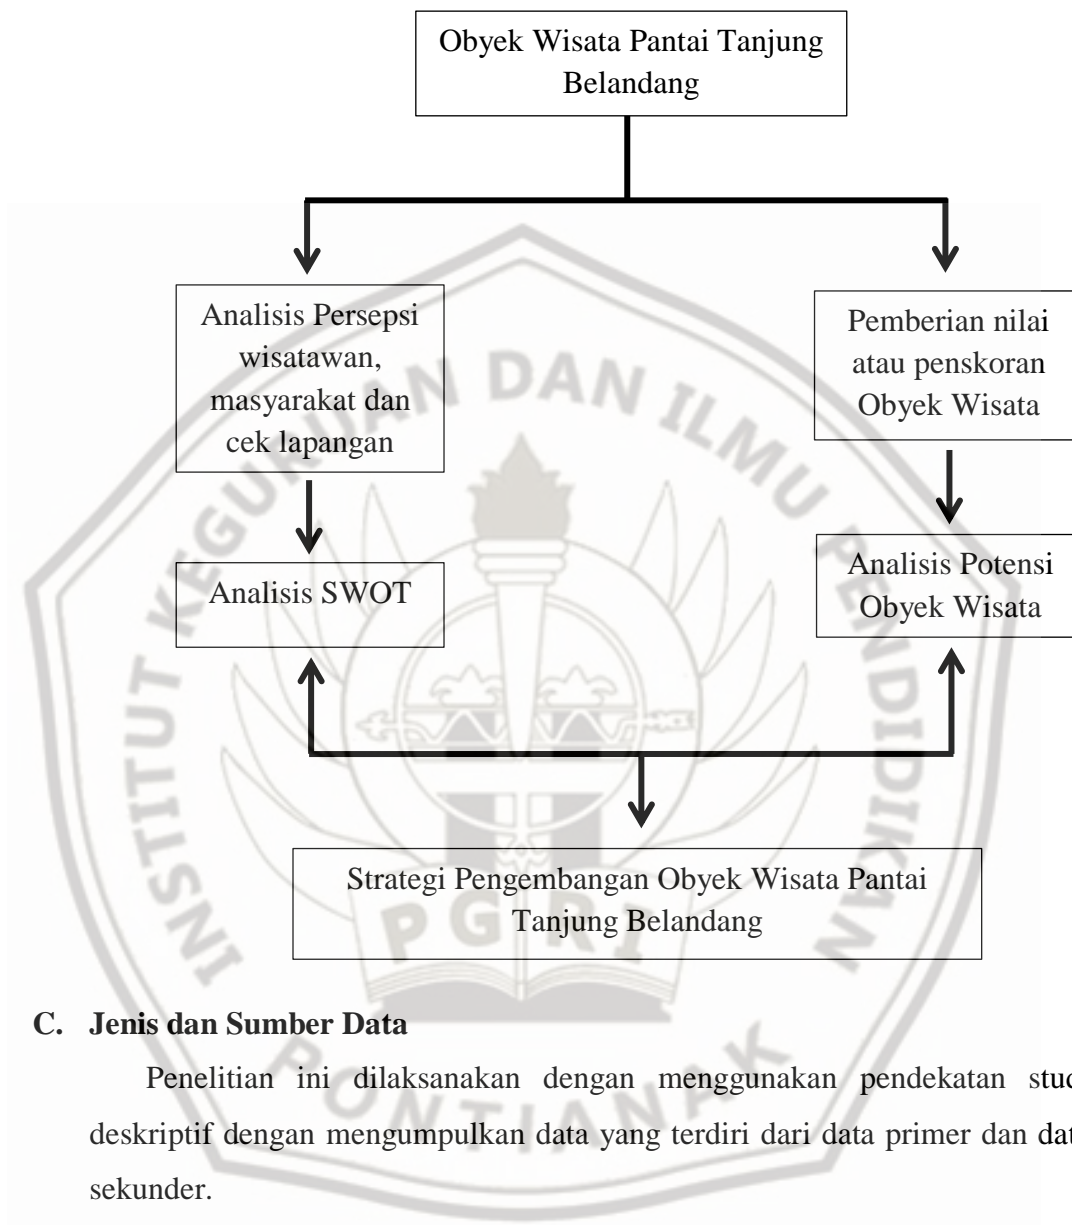 Obyek Wisata Pantai Tanjung
Belandang
Analisis Persepsi
wisatawan,
masyarakat dan
cek lapangan
Pemberian nilai
atau penskoran
Obyek Wisata
Analisis SWOT
Analisis Potensi
Obyek Wisata
Strategi Pengembangan Obyek Wisata Pantai
Tanjung Belandang
INSTITUT KEGURUAN DAN ILMU PENDIDIKAN
PGRI
PONTIANAK
C. Jenis dan Sumber Data
Penelitian ini dilaksanakan dengan menggunakan pendekatan stud
deskriptif dengan mengumpulkan data yang terdiri dari data primer dan dat
sekunder.